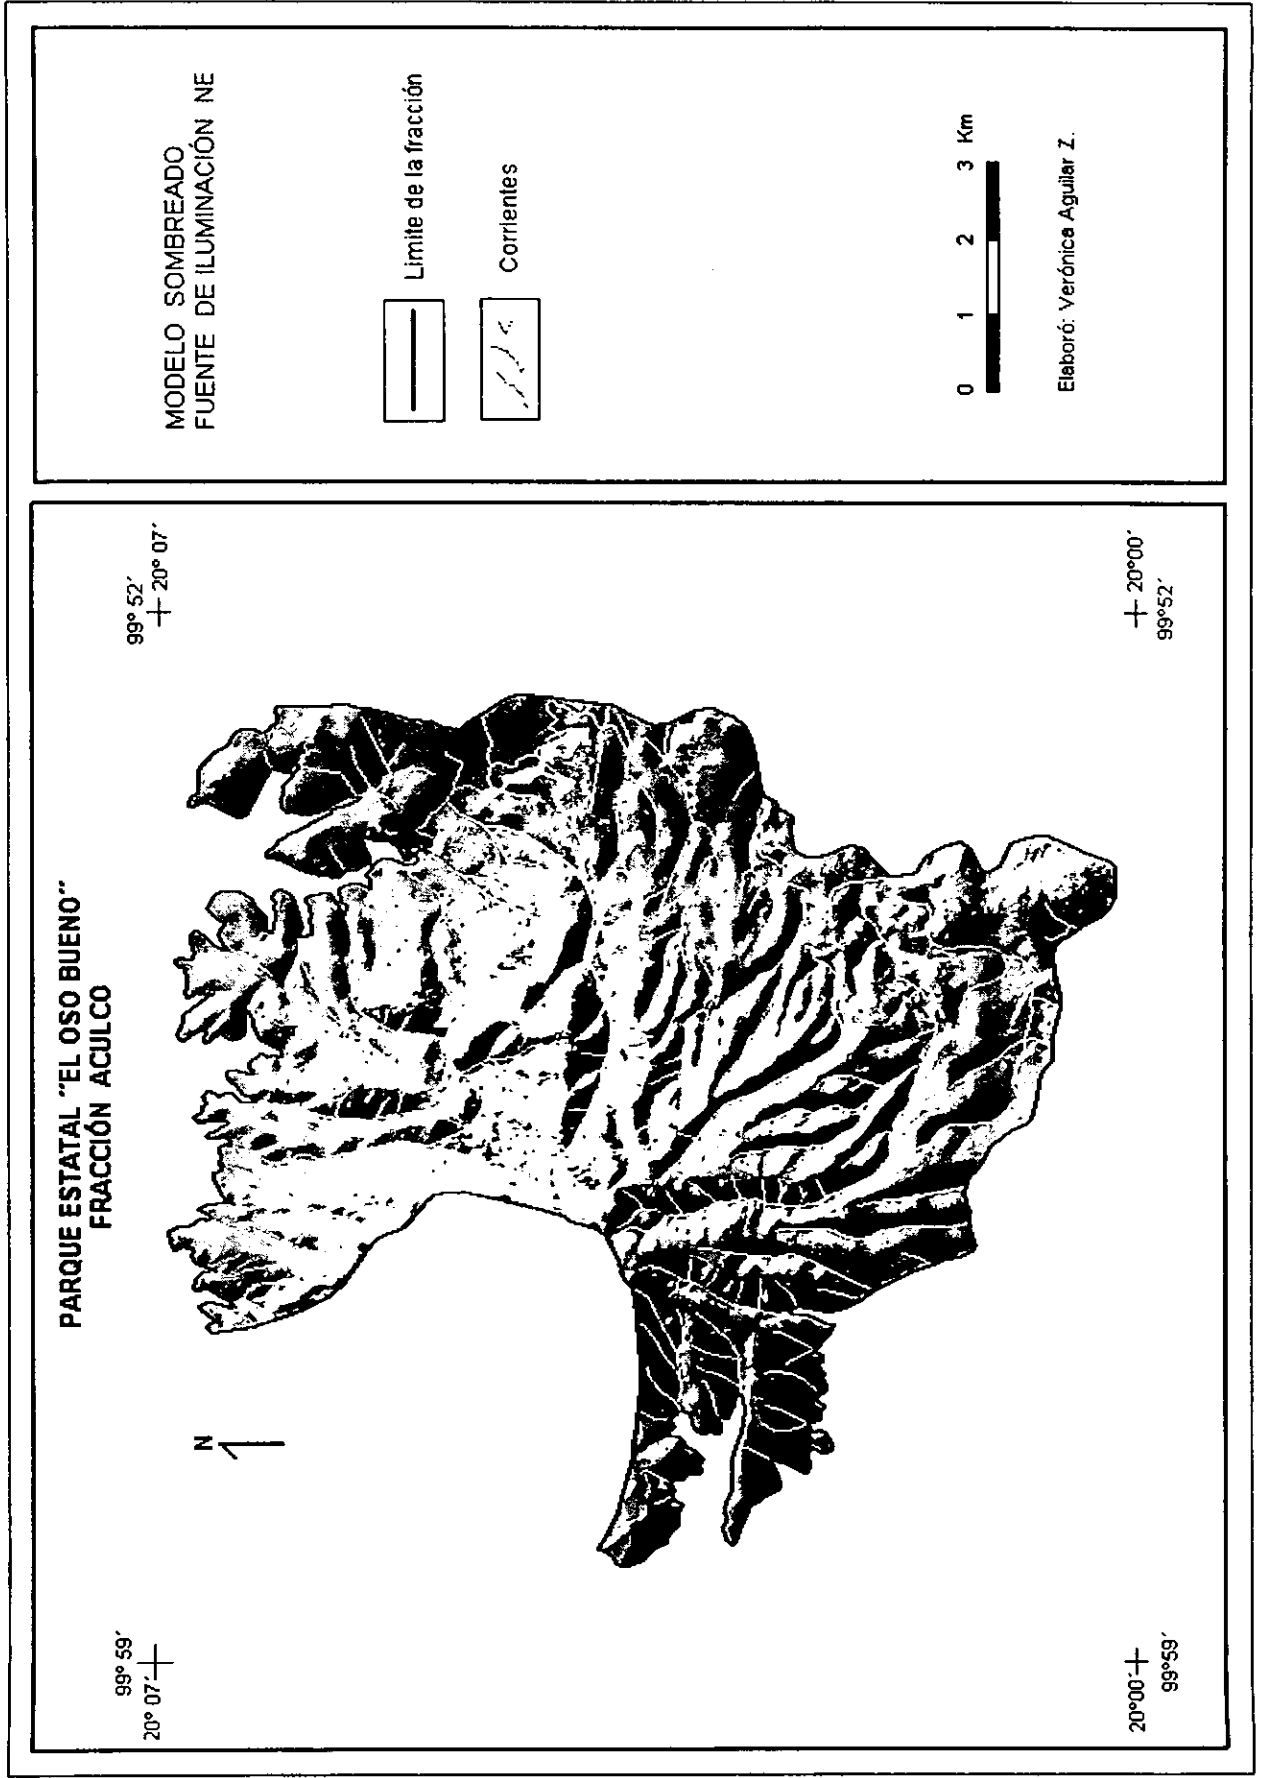 PARQUE ESTATAL "EL OSO BUENO"
FRACCIÓN ACULCO
99° 59′
20° 07′
99° 52′
20° 07′
N
20°00′
99°59′
20°00′
99°52′
MODELO SOMBREADO
FUENTE DE ILUMINACIÓN NE
Limite de la fracción
Corrientes
0 1 2 3 Km
Elaboró: Verónica Aguilar Z.